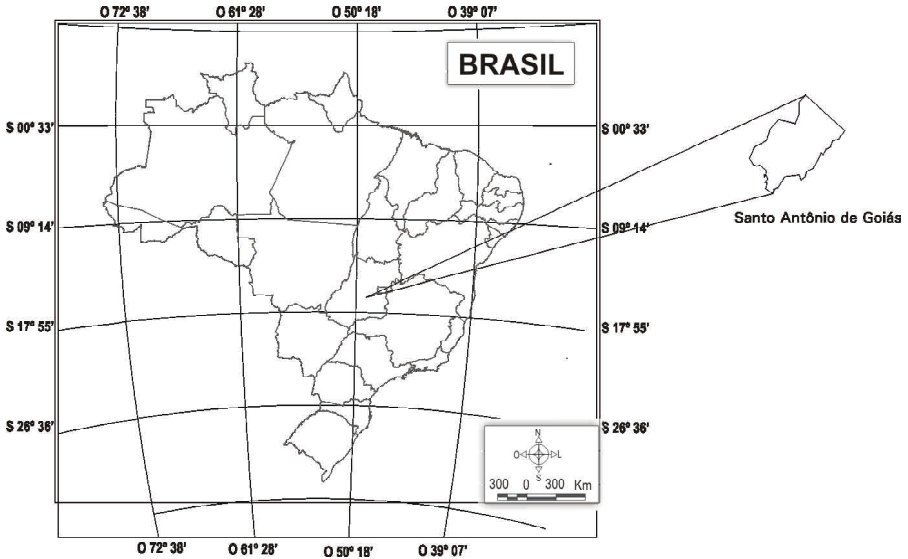 O 72º 38' O 61º 28' O 50º 18' O 39º 07'
BRASIL
S 00º 33' S 00º 33'
Santo Antônio de Goiás
S 09º 14' S 09º 14'
S 17º 55' S 17º 55'
S 26º 36' S 26º 36'
N
O L
S
300 0 300 Km
O 72º 38' O 61º 28' O 50º 18' O 39º 07'